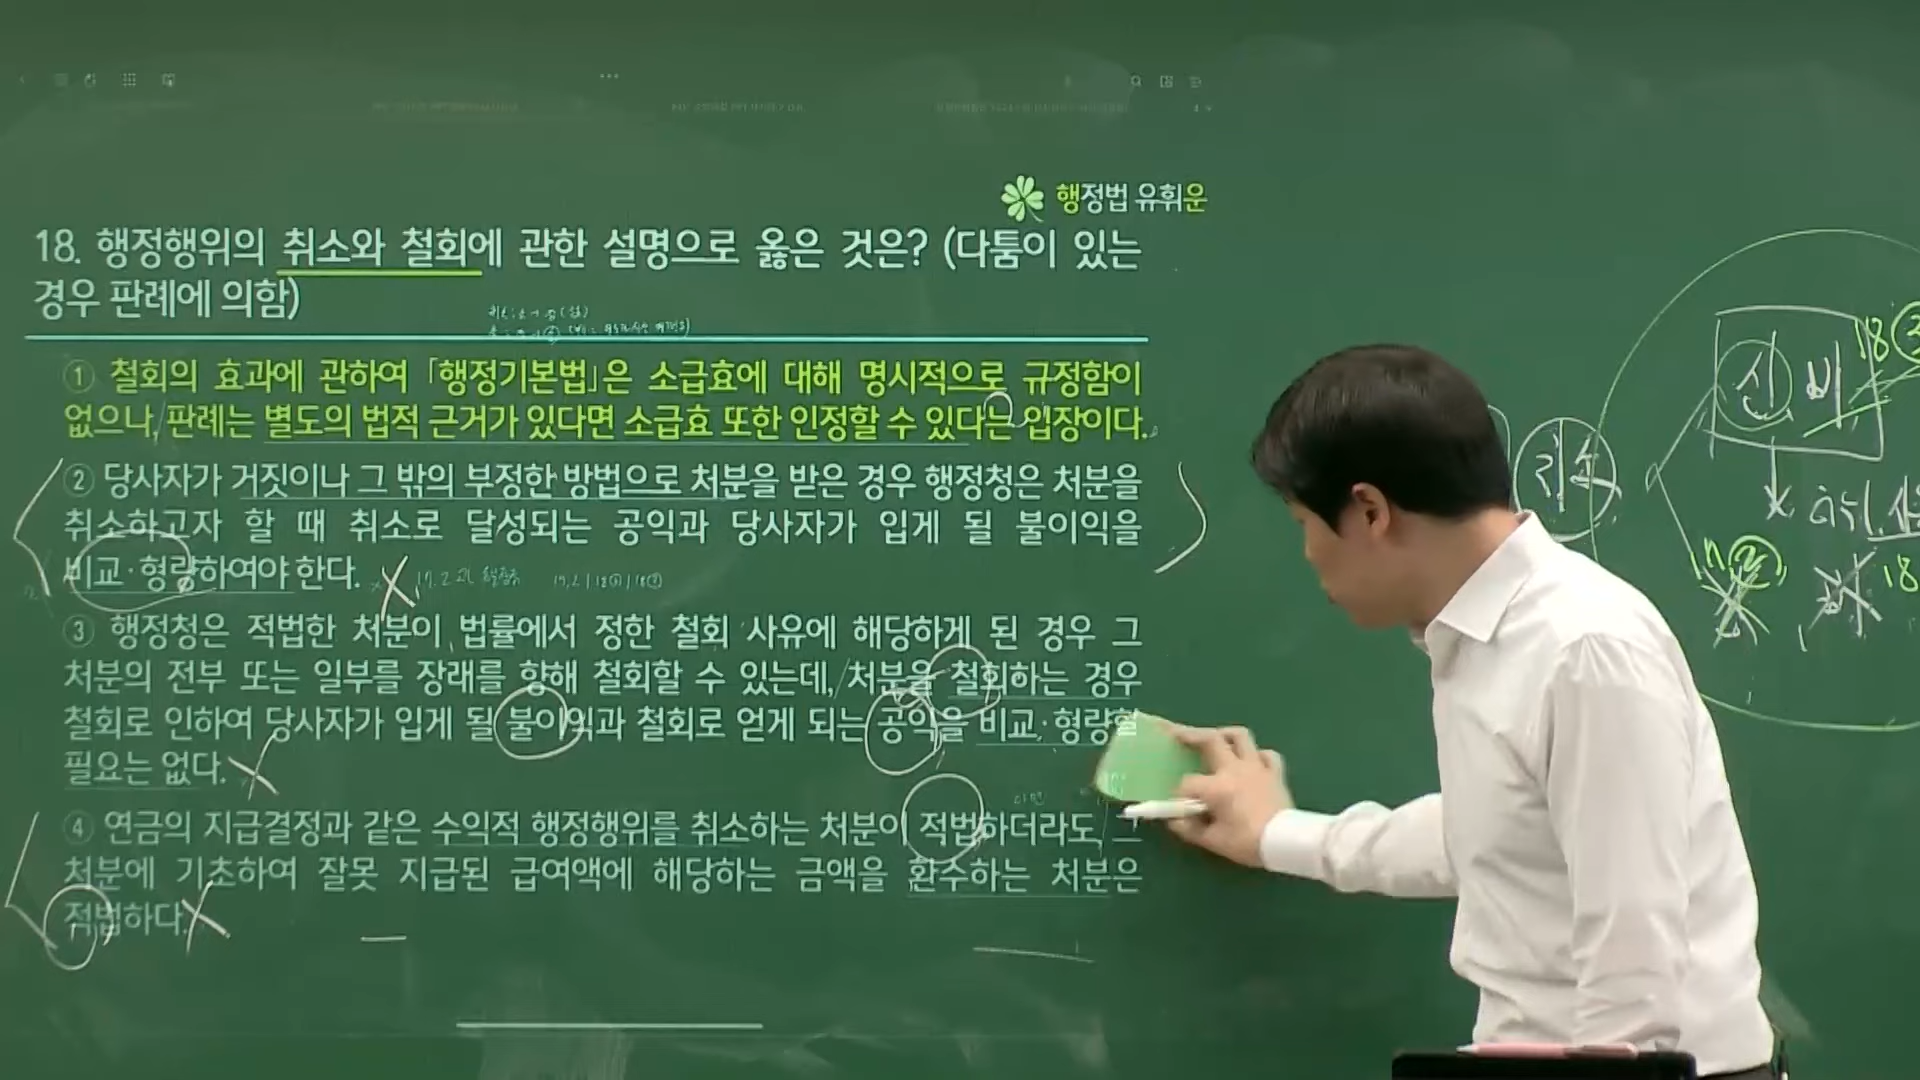 행정법 유휘운
18. 행정행위의 취소와 철회에 관한 설명으로 옳은 것은? (다툼이 있는
경우 판례에 의함)
① 철회의 효과에 관하여 「행정기본법」은 소급효에 대해 명시적으로 규정함이
없으나, 판례는 별도의 법적 근거가 있다면 소급효 또한 인정할 수 있다는 입장이다.
② 당사자가 거짓이나 그 밖의 부정한 방법으로 처분을 받은 경우 행정청은 처분을
취소하고자 할 때 취소로 달성되는 공익과 당사자가 입게 될 불이익을
비교·형량하여야 한다.
③ 행정청은 적법한 처분이 법률에서 정한 철회 사유에 해당하게 된 경우 그
처분의 전부 또는 일부를 장래를 향해 철회할 수 있는데, 처분을 철회하는 경우
철회로 인하여 당사자가 입게 될 불이익과 철회로 얻게 되는 공익을 비교·형량할
필요는 없다.
④ 연금의 지급결정과 같은 수익적 행정행위를 취소하는 처분이 적법하더라도, 그
처분에 기초하여 잘못 지급된 급여액에 해당하는 금액을 환수하는 처분은
적법하다.
신 비
18
18